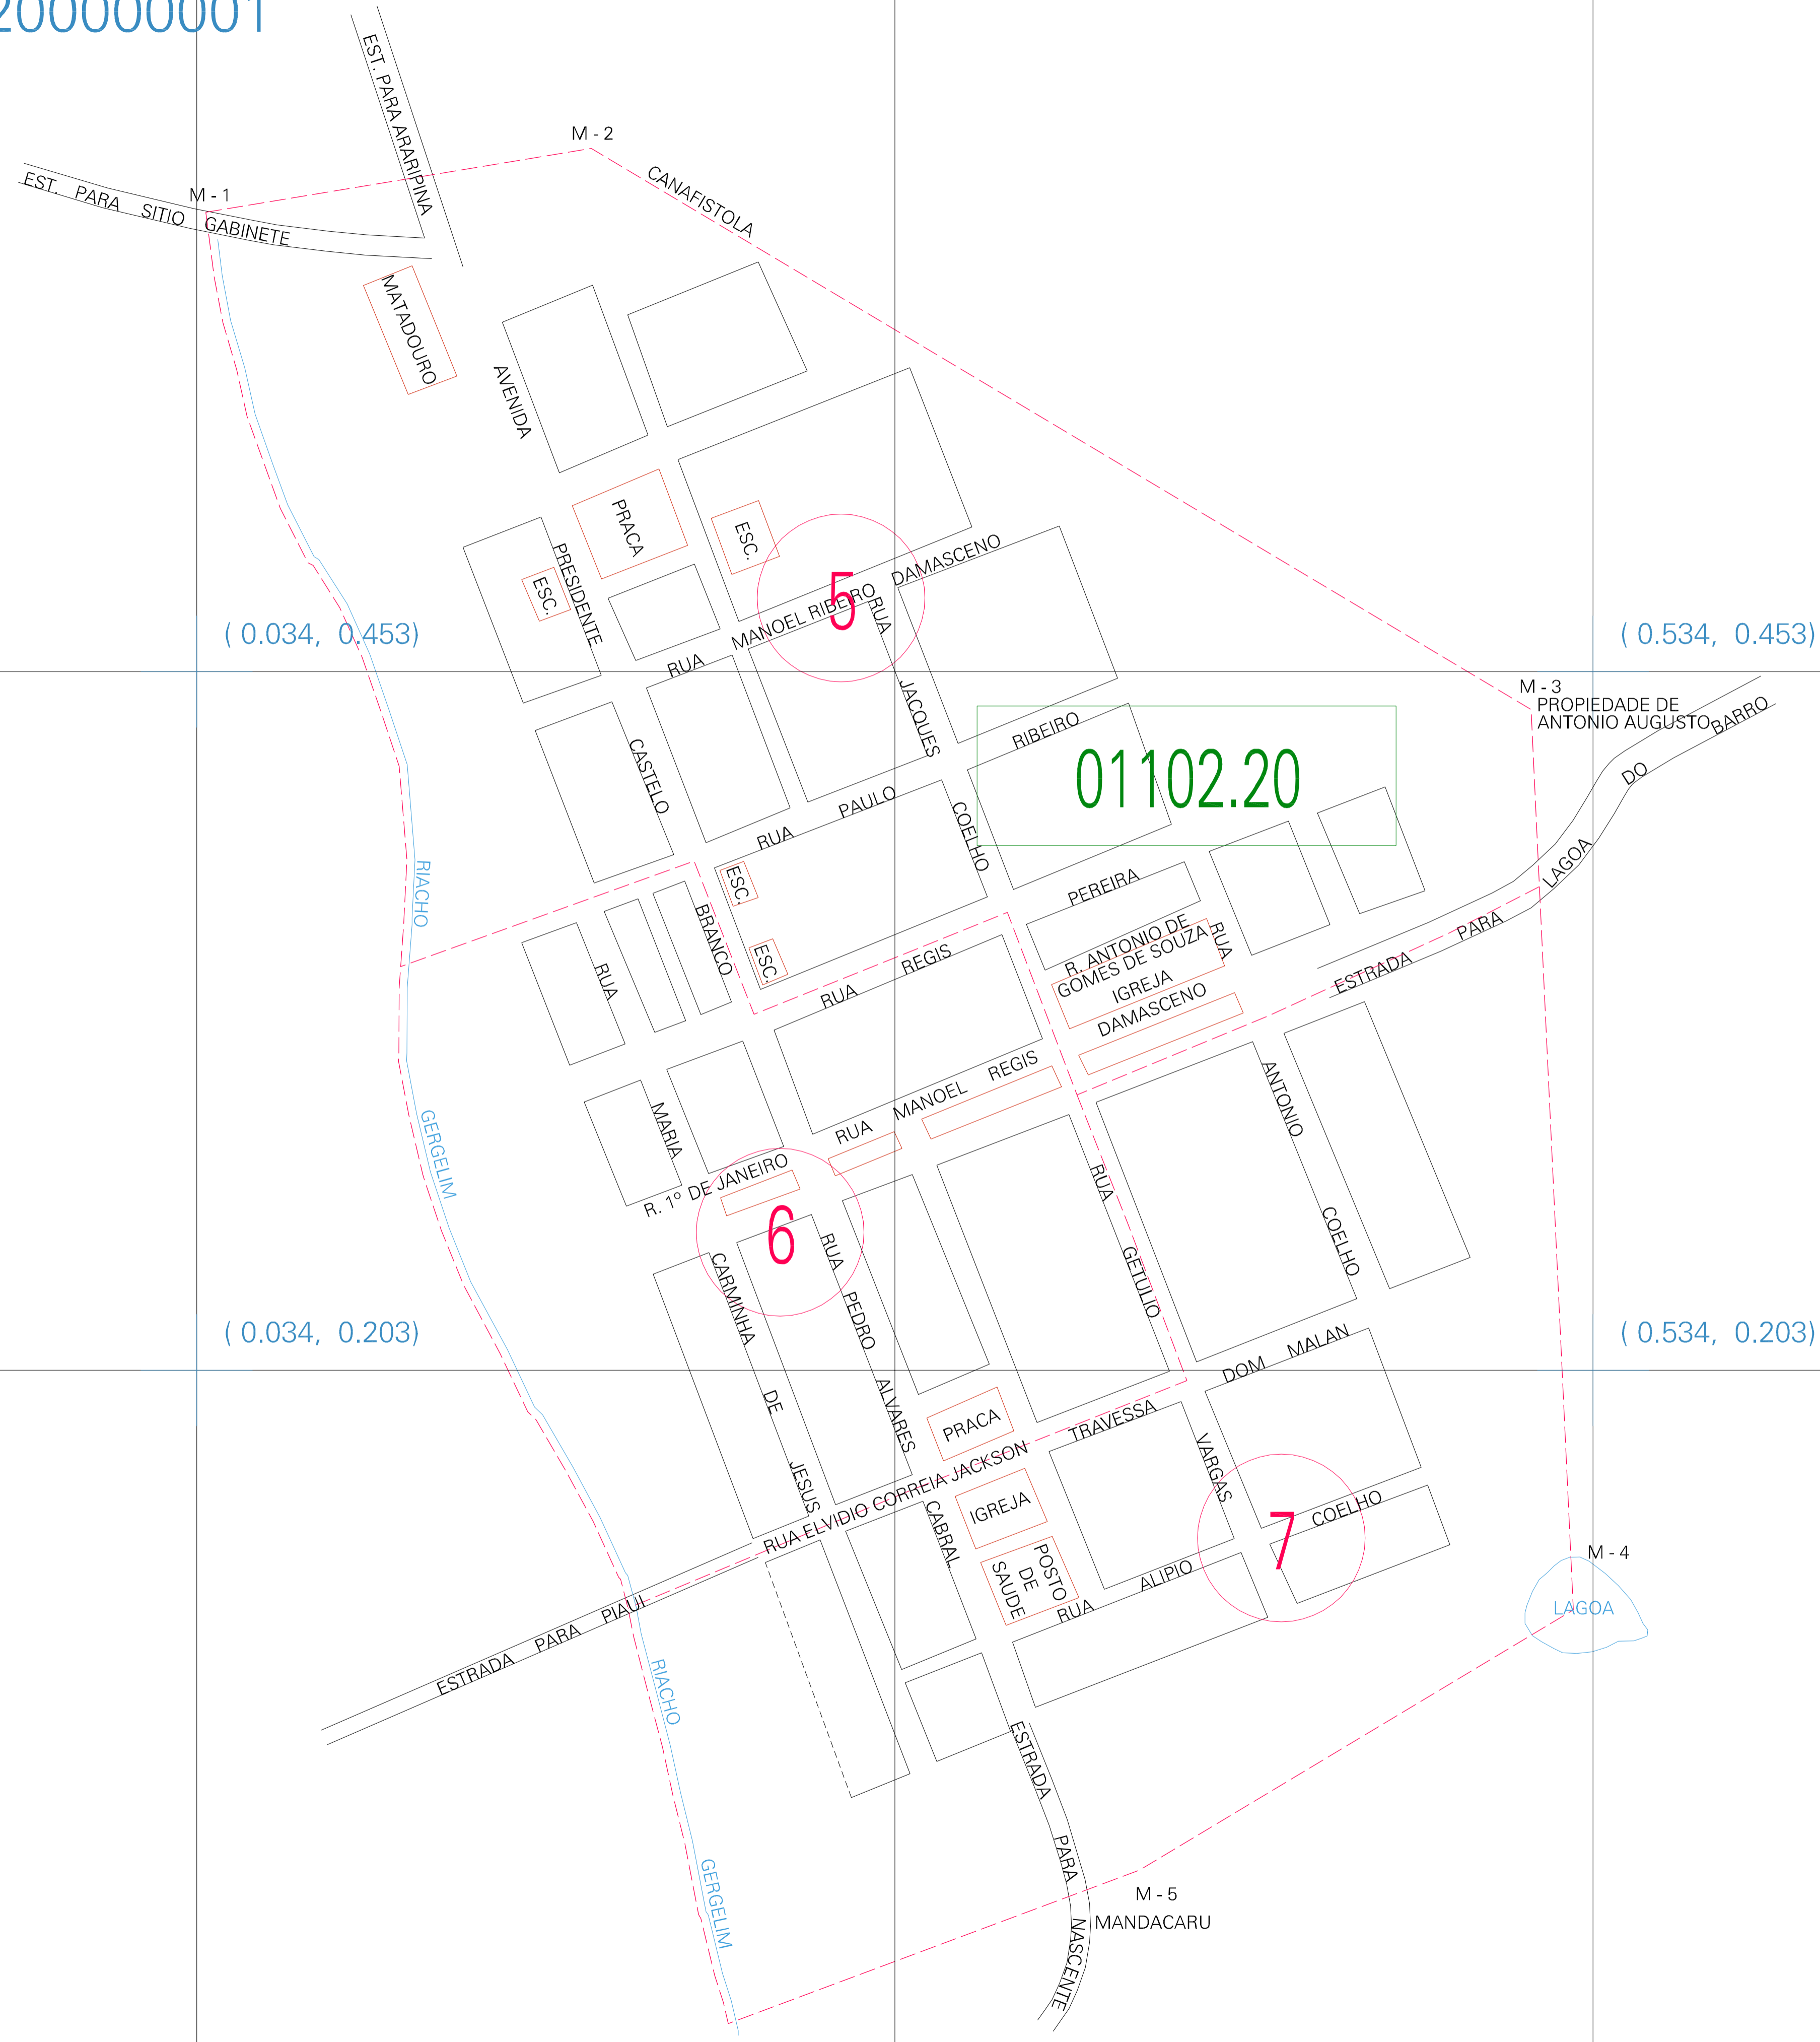 200000001
EST. PARA ARARIPINA
M - 2
CANAFISTOLA
M - 1
EST. PARA SITIO GABINETE
MATADOURO
AVENIDA
PRESIDENTE
CASTELO
BRANCO
PRACA
ESC.
ESC.
5
RUA MANOEL RIBEIRO DAMASCENO
RUA JACQUES COELHO
( 0.034, 0.453)
( 0.534, 0.453)
M - 3
PROPIEDADE DE
ANTONIO AUGUSTO
ESTRADA PARA LAGOA DO BARRO
RUA PAULO RIBEIRO
01102.20
ESC.
ESC.
RIACHO
GERGELIM
RUA REGIS PEREIRA
R. ANTONIO DE
GOMES DE SOUZA
IGREJA
DAMASCENO
RUA MANOEL REGIS
RUA ANTONIO COELHO
RUA MARIA CARMINHA DE JESUS
R. 1º DE JANEIRO
6
RUA PEDRO ALVARES CABRAL
RUA GETULIO VARGAS
( 0.034, 0.203)
( 0.534, 0.203)
TRAVESSA DOM MALAN
PRACA
RUA ELVIDIO CORREIA JACKSON
IGREJA
POSTO
DE
SAUDE
RUA ALIPIO COELHO
7
M - 4
LAGOA
ESTRADA PARA PIAUI
RIACHO
GERGELIM
ESTRADA PARA NASCENTE
M - 5
MANDACARU